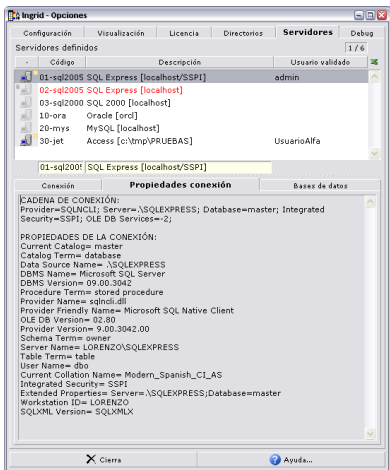 Ingrid - Opciones
Configuración Visualización Licencia Directorios Servidores Debug
Servidores definidos 1/6
- Código Descripción Usuario validado
01-sql2005 SQL Express [localhost/SSPI] admin
02-sql2005 SQL Express [localhost]
03-sql2000 SQL 2000 [localhost]
10-ora Oracle [orcl]
20-mys MySQL [localhost]
30-jet Access [c:\tmp\PRUEBAS] UsuarioAlfa
01-sql2005 SQL Express [localhost/SSPI]
Conexión Propiedades conexión Bases de datos
CADENA DE CONEXIÓN:
Provider=SQLNCLI; Server=.\SQLEXPRESS; Database=master; Integrated
Security=SSPI; OLE DB Services=-2;
PROPIEDADES DE LA CONEXIÓN:
Current Catalog= master
Catalog Term= database
Data Source Name= .\SQLEXPRESS
DBMS Name= Microsoft SQL Server
DBMS Version= 09.00.3042
Procedure Term= stored procedure
Provider Name= sqlncli.dll
Provider Friendly Name= Microsoft SQL Native Client
OLE DB Version= 02.80
Provider Version= 9.00.3042.00
Schema Term= owner
Server Name= LORENZO\SQLEXPRESS
Table Term= table
User Name= dbo
Current Collation Name= Modern_Spanish_CI_AS
Integrated Security= SSPI
Extended Properties= Server=.\SQLEXPRESS;Database=master
Workstation ID= LORENZO
SQLXML Version= SQLXMLX
Cierra Ayuda...